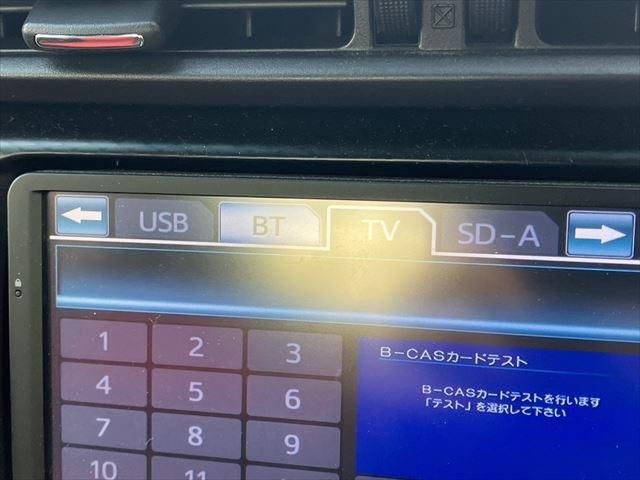 USB BT TV SD-A
1 2 3
B-CASカードテスト
4 5 6
B-CASカードテストを行います
「テスト」を選択して下さい
7 8 9
10 11